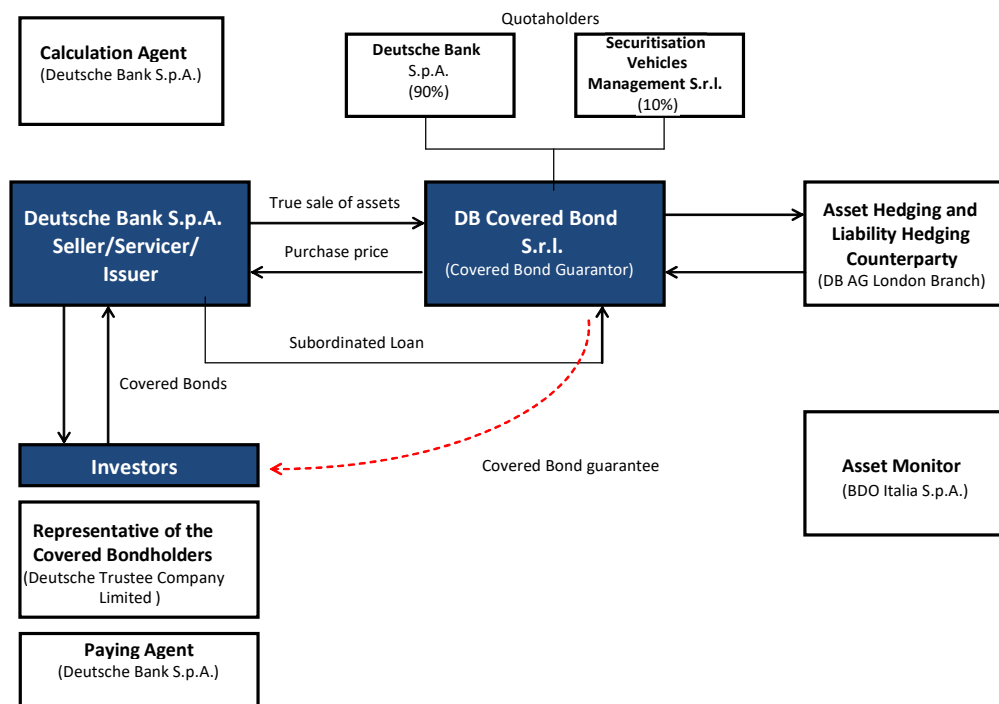 Quotaholders
Calculation Agent
(Deutsche Bank S.p.A.)
Deutsche Bank
S.p.A.
(90%)
Securitisation
Vehicles
Management S.r.l.
(10%)
Deutsche Bank S.p.A.
Seller/Servicer/
Issuer
True sale of assets
Purchase price
DB Covered Bond
S.r.l.
(Covered Bond Guarantor)
Asset Hedging and
Liability Hedging
Counterparty
(DB AG London Branch)
Subordinated Loan
Covered Bonds
Investors
Covered Bond guarantee
Asset Monitor
(BDO Italia S.p.A.)
Representative of the
Covered Bondholders
(Deutsche Trustee Company
Limited )
Paying Agent
(Deutsche Bank S.p.A.)